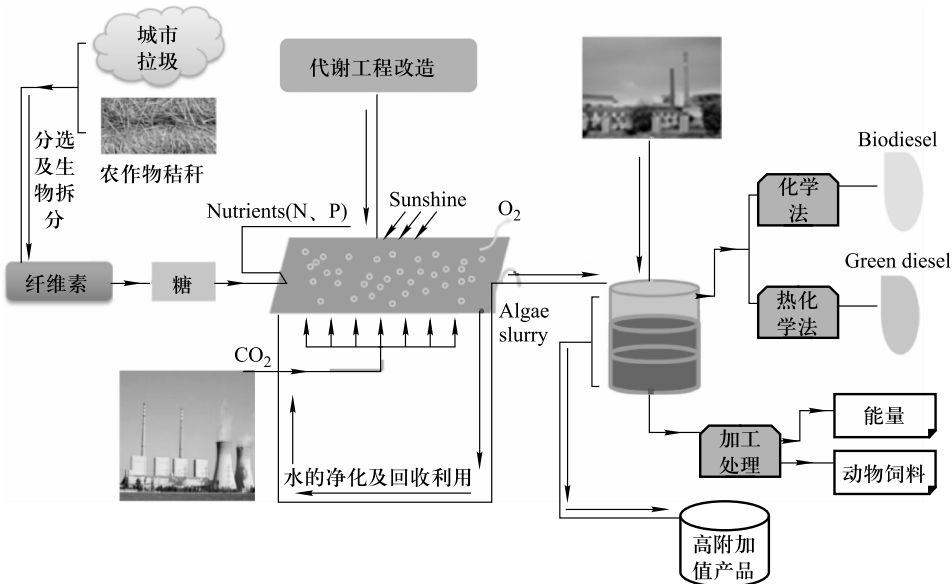 城市
拉圾
代谢工程改造
分选
及生
物拆
分
农作物秸秆
Nutrients(N、P)
Sunshine
O2
Biodiesel
化学
法
Green diesel
纤维素
糖
Algae
slurry
热化
学法
CO2
水的净化及回收利用
加工
处理
能量
动物饲料
高附加
值产品